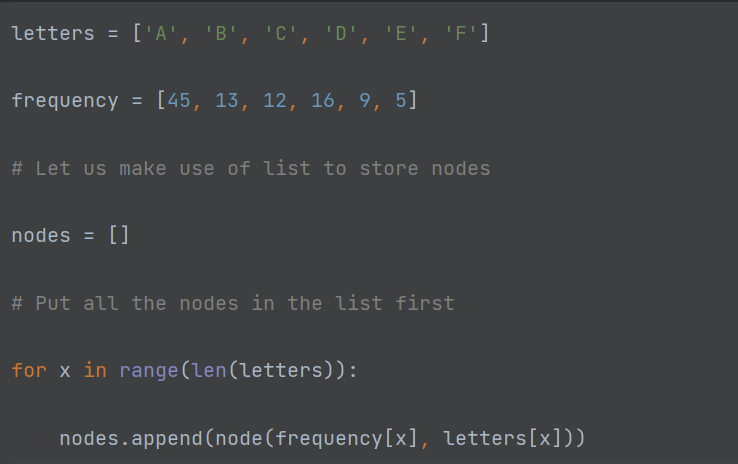 letters = ['A', 'B', 'C', 'D', 'E', 'F']
frequency = [45, 13, 12, 16, 9, 5]
# Let us make use of list to store nodes
nodes = []
# Put all the nodes in the list first
for x in range(len(letters)):
    nodes.append(node(frequency[x], letters[x]))